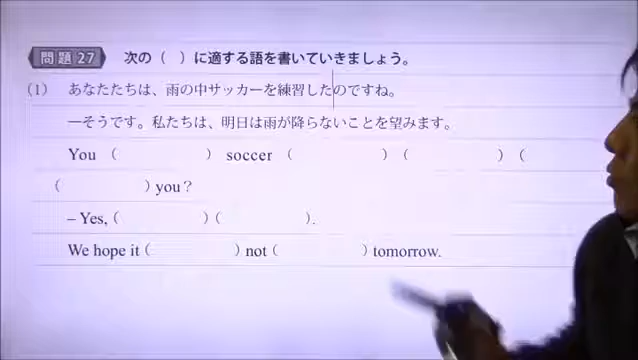 問題27 次の（ ）に適する語を書いていきましょう。
(1) あなたたちは、雨の中サッカーを練習したのですね。
―そうです。私たちは、明日は雨が降らないことを望みます。
You （ ） soccer （ ）（ ）（
（ ） you？
– Yes, （ ）（ ）.
We hope it （ ） not （ ） tomorrow.